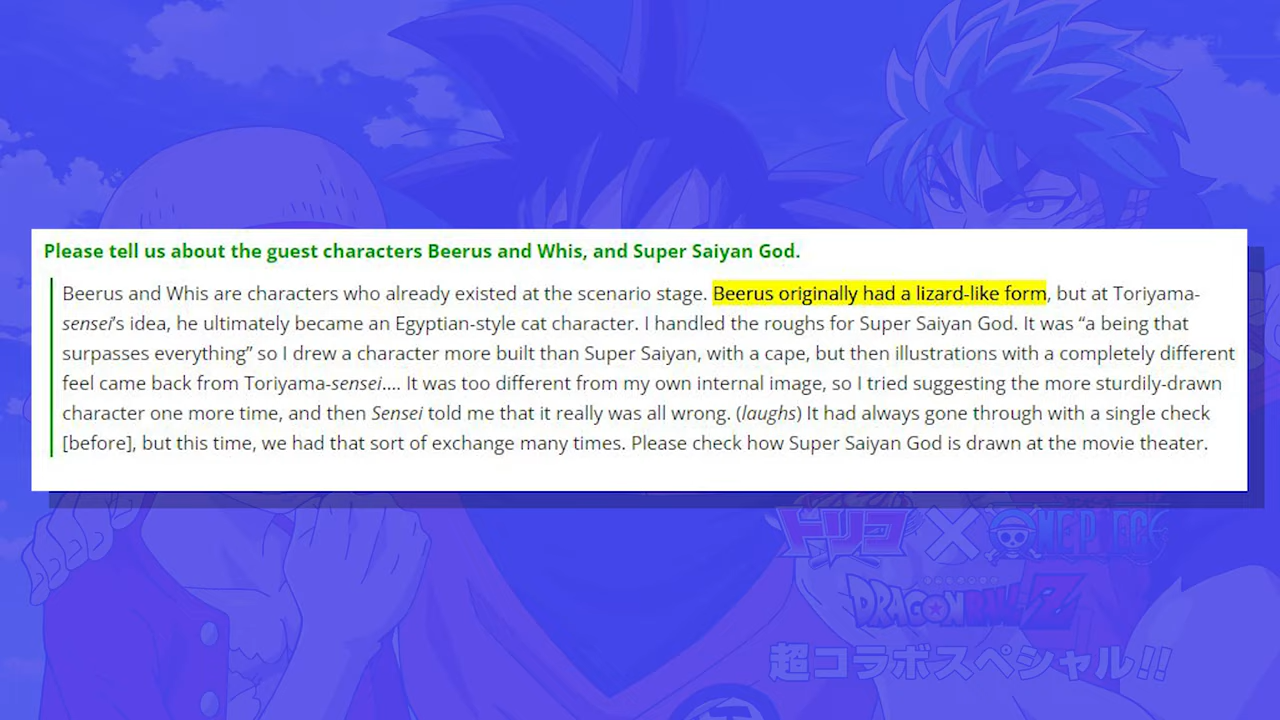 Please tell us about the guest characters Beerus and Whis, and Super Saiyan God.
Beerus and Whis are characters who already existed at the scenario stage. Beerus originally had a lizard-like form, but at Toriyama-
sensei's idea, he ultimately became an Egyptian-style cat character. I handled the roughs for Super Saiyan God. It was “a being that
surpasses everything” so I drew a character more built than Super Saiyan, with a cape, but then illustrations with a completely different
feel came back from Toriyama-sensei.... It was too different from my own internal image, so I tried suggesting the more sturdily-drawn
character one more time, and then Sensei told me that it really was all wrong. (laughs) It had always gone through with a single check
[before], but this time, we had that sort of exchange many times. Please check how Super Saiyan God is drawn at the movie theater.
トリコ × ONE PIECE
DRAGON BALL Z
超コラボスペシャル!!